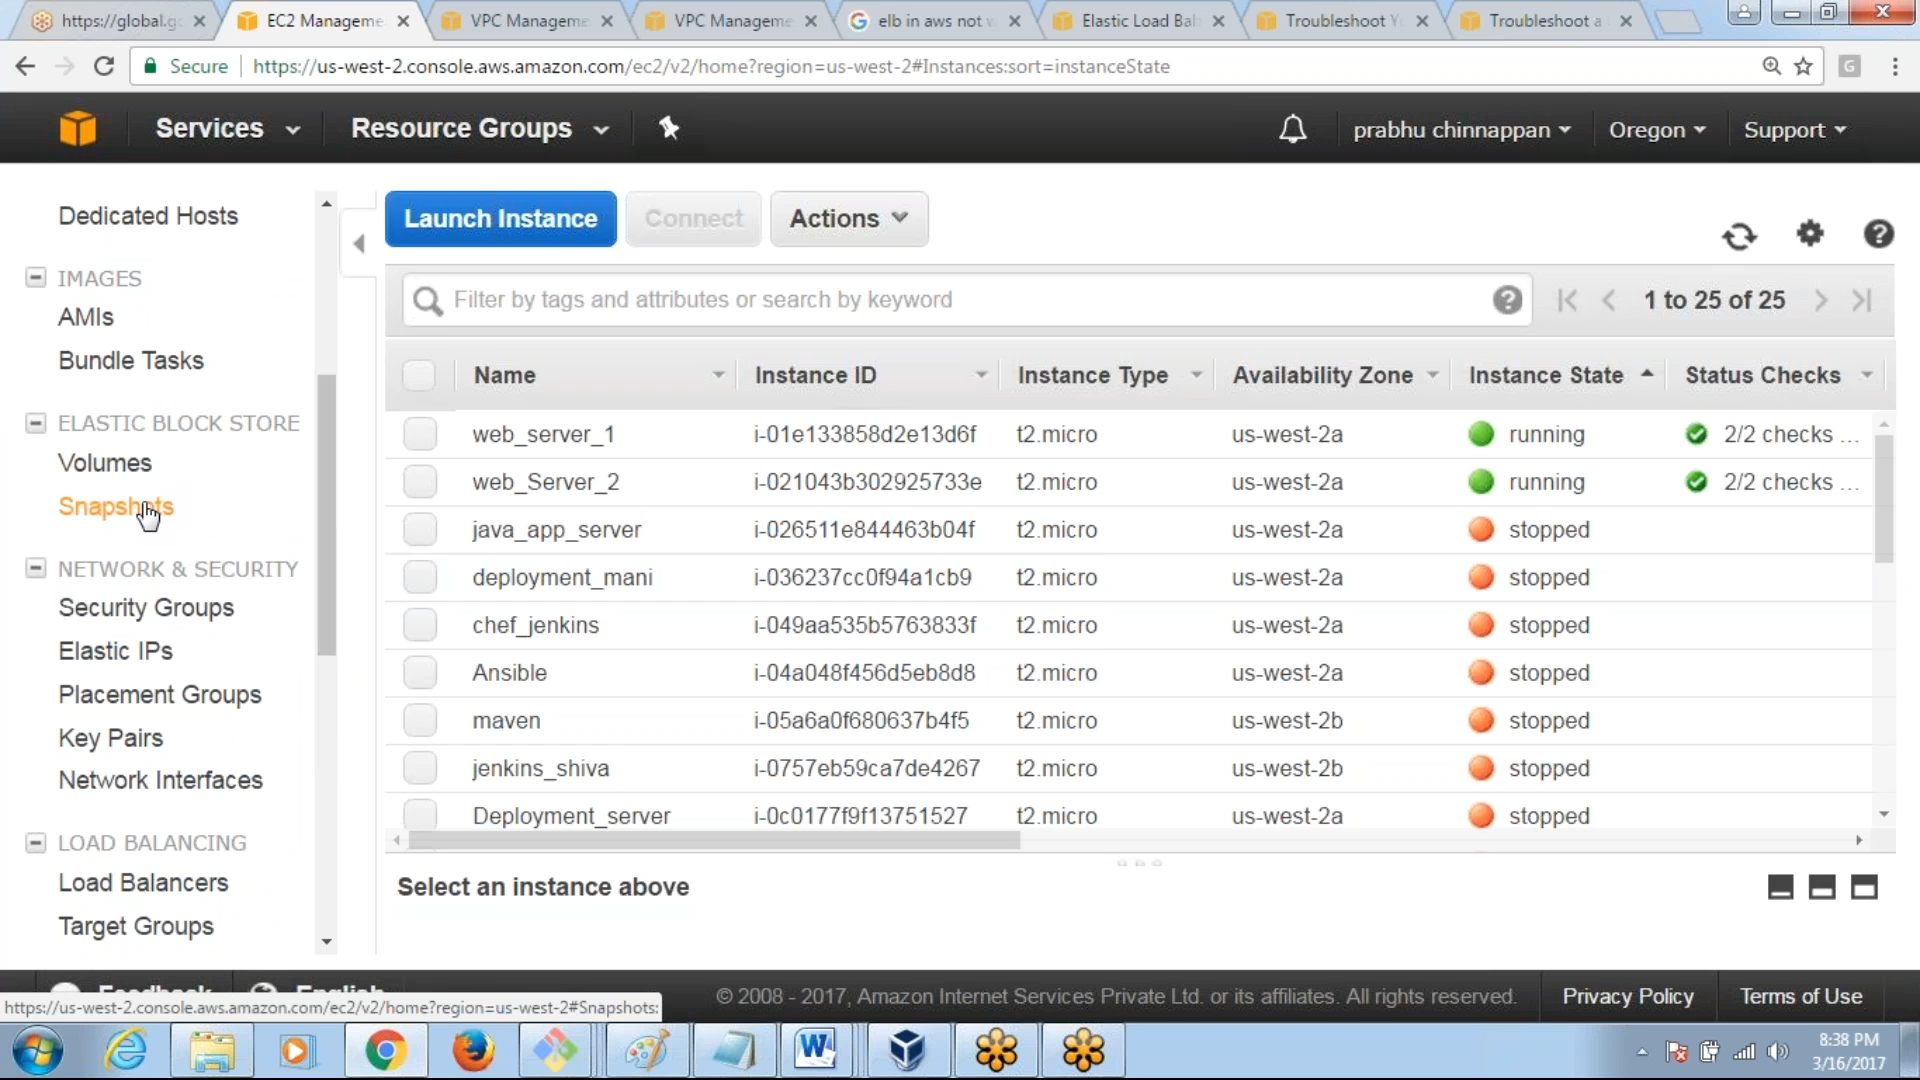 https://global.g
EC2 Manageme
VPC Manageme
VPC Manageme
elb in aws not w
Elastic Load Bal
Troubleshoot Y
Troubleshoot a
Secure
https://us-west-2.console.aws.amazon.com/ec2/v2/home?region=us-west-2#Instances:sort=instanceState
Services
Resource Groups
prabhu chinnappan
Oregon
Support
Dedicated Hosts
IMAGES
AMIs
Bundle Tasks
ELASTIC BLOCK STORE
Volumes
Snapshots
NETWORK & SECURITY
Security Groups
Elastic IPs
Placement Groups
Key Pairs
Network Interfaces
LOAD BALANCING
Load Balancers
Target Groups
Launch Instance
Connect
Actions
Filter by tags and attributes or search by keyword
1 to 25 of 25
Name Instance ID Instance Type Availability Zone Instance State Status Checks
web_server_1 i-01e133858d2e13d6f t2.micro us-west-2a running 2/2 checks ...
web_Server_2 i-021043b302925733e t2.micro us-west-2a running 2/2 checks ...
java_app_server i-026511e844463b04f t2.micro us-west-2a stopped
deployment_mani i-036237cc0f94a1cb9 t2.micro us-west-2a stopped
chef_jenkins i-049aa535b5763833f t2.micro us-west-2a stopped
Ansible i-04a048f456d5eb8d8 t2.micro us-west-2a stopped
maven i-05a6a0f680637b4f5 t2.micro us-west-2b stopped
jenkins_shiva i-0757eb59ca7de4267 t2.micro us-west-2b stopped
Deployment_server i-0c0177f9f13751527 t2.micro us-west-2a stopped
Select an instance above
Feedback English
https://us-west-2.console.aws.amazon.com/ec2/v2/home?region=us-west-2#Snapshots:
© 2008 - 2017, Amazon Internet Services Private Ltd. or its affiliates. All rights reserved.
Privacy Policy
Terms of Use
8:38 PM
3/16/2017